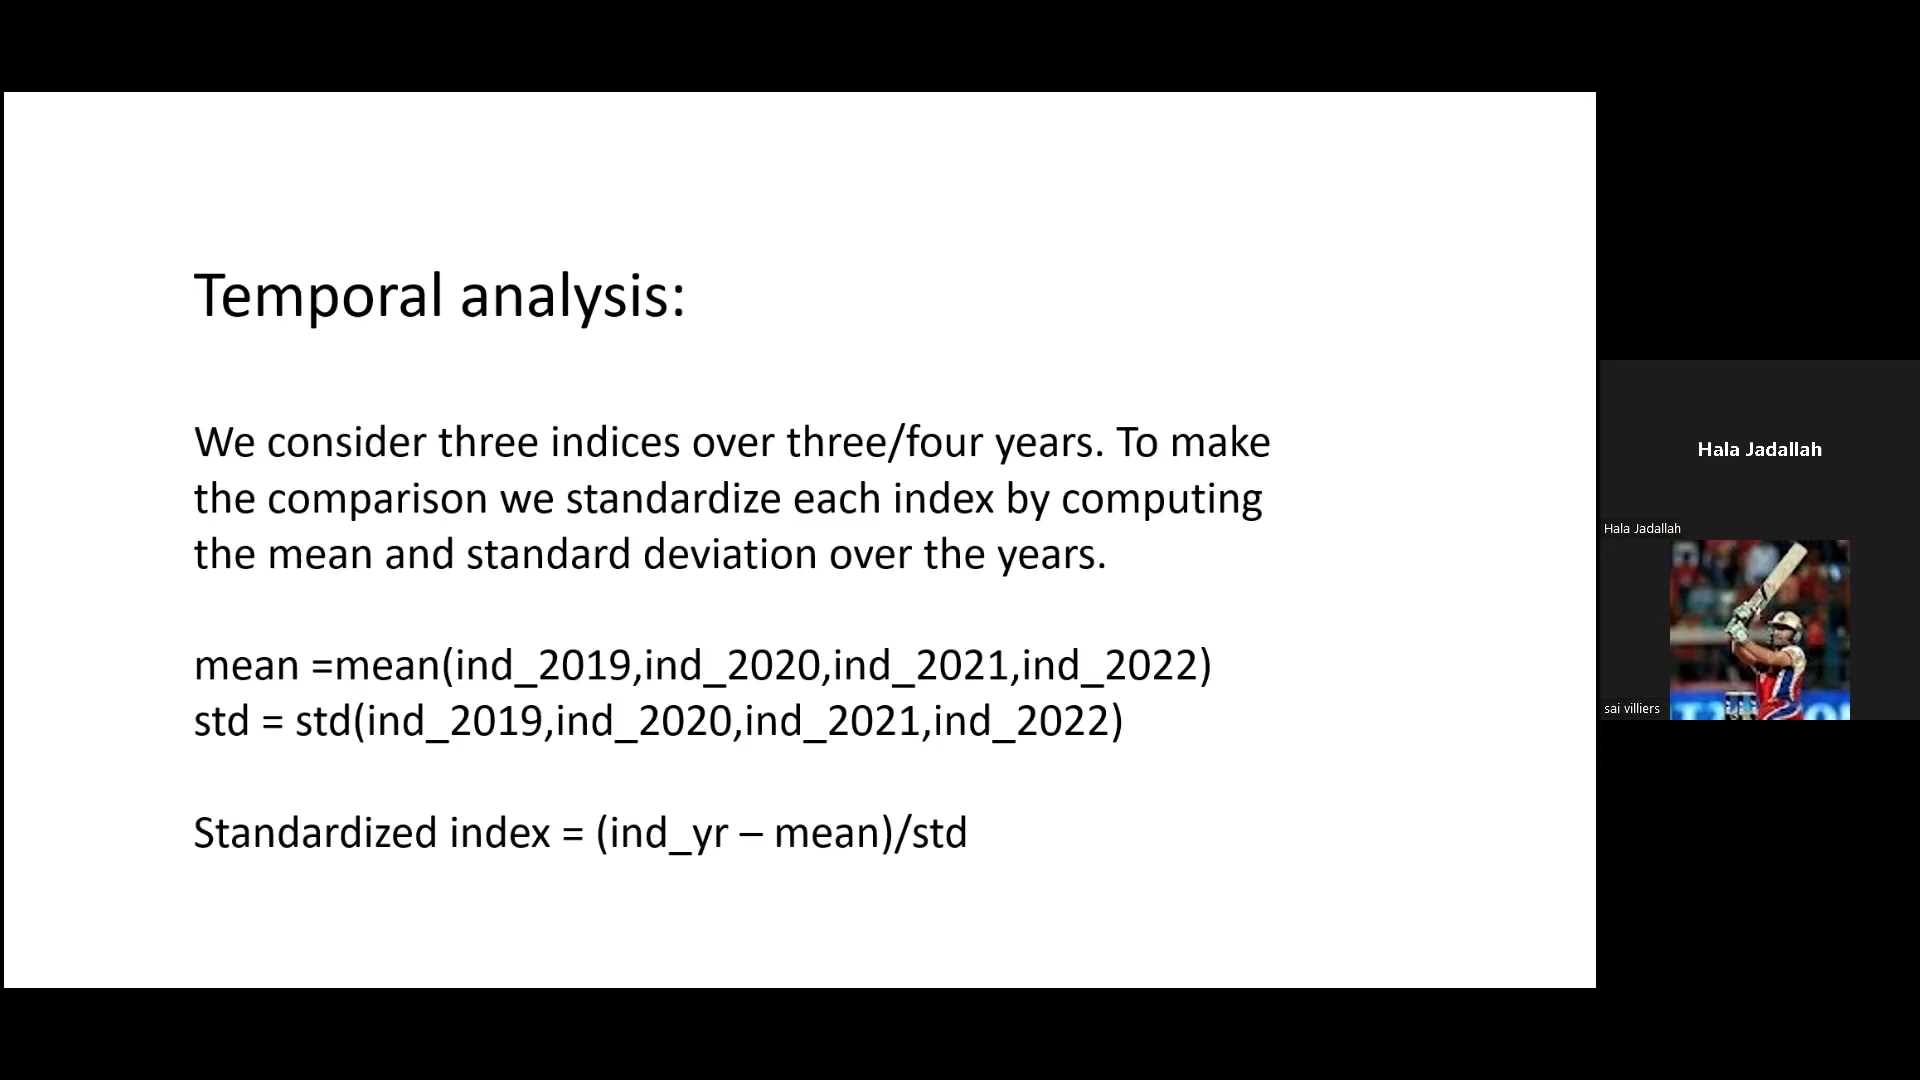 Temporal analysis:
We consider three indices over three/four years. To make
the comparison we standardize each index by computing
the mean and standard deviation over the years.
mean =mean(ind_2019,ind_2020,ind_2021,ind_2022)
std = std(ind_2019,ind_2020,ind_2021,ind_2022)
Standardized index = (ind_yr – mean)/std
Hala Jadallah
Hala Jadallah
sai villiers